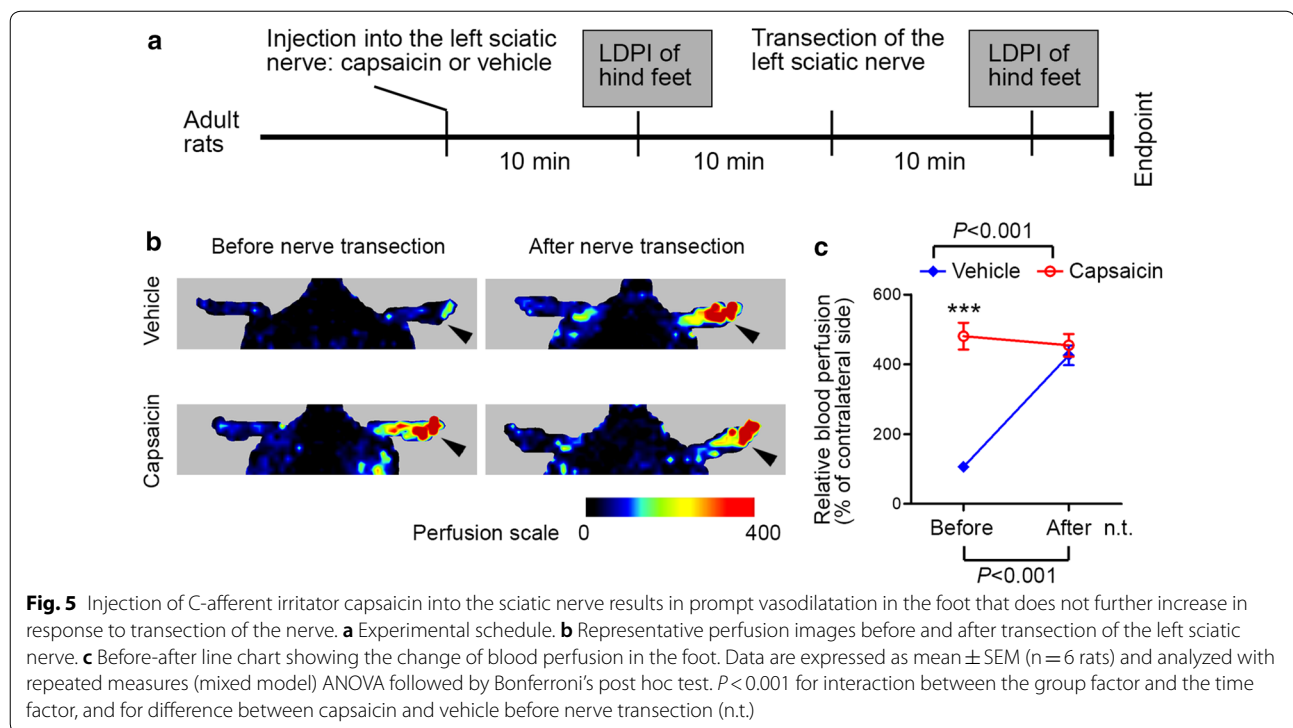 a
Injection into the left sciatic
nerve: capsaicin or vehicle
LDPI of
hind feet
Transection of the
left sciatic nerve
LDPI of
hind feet
Adult
rats
10 min
10 min
10 min
Endpoint
b
Before nerve transection
After nerve transection
Vehicle
Capsaicin
Perfusion scale
0
400
c
P<0.001
Vehicle
Capsaicin
Relative blood perfusion
(% of contralateral side)
600
400
200
0
***
Before
After
n.t.
P<0.001
Fig. 5 Injection of C-afferent irritator capsaicin into the sciatic nerve results in prompt vasodilatation in the foot that does not further increase in
response to transection of the nerve. a Experimental schedule. b Representative perfusion images before and after transection of the left sciatic
nerve. c Before-after line chart showing the change of blood perfusion in the foot. Data are expressed as mean ± SEM (n = 6 rats) and analyzed with
repeated measures (mixed model) ANOVA followed by Bonferroni's post hoc test. P < 0.001 for interaction between the group factor and the time
factor, and for difference between capsaicin and vehicle before nerve transection (n.t.)